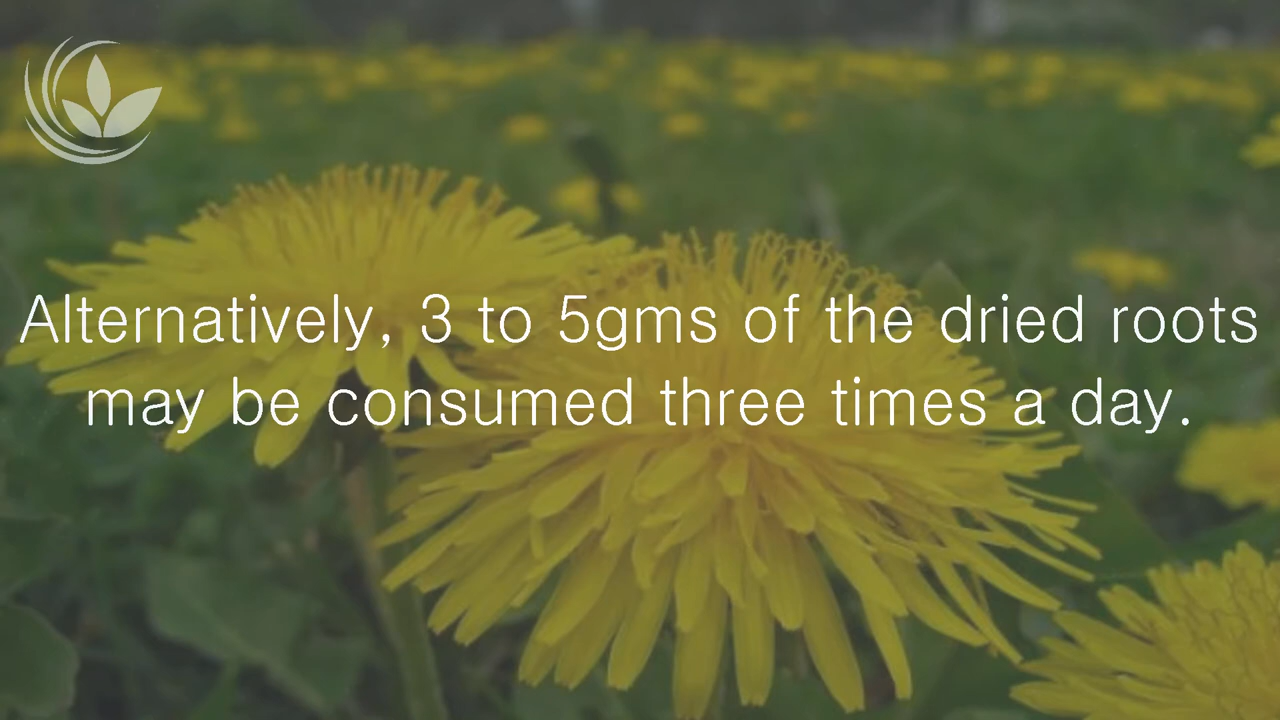 Alternatively, 3 to 5gms of the dried roots
may be consumed three times a day.